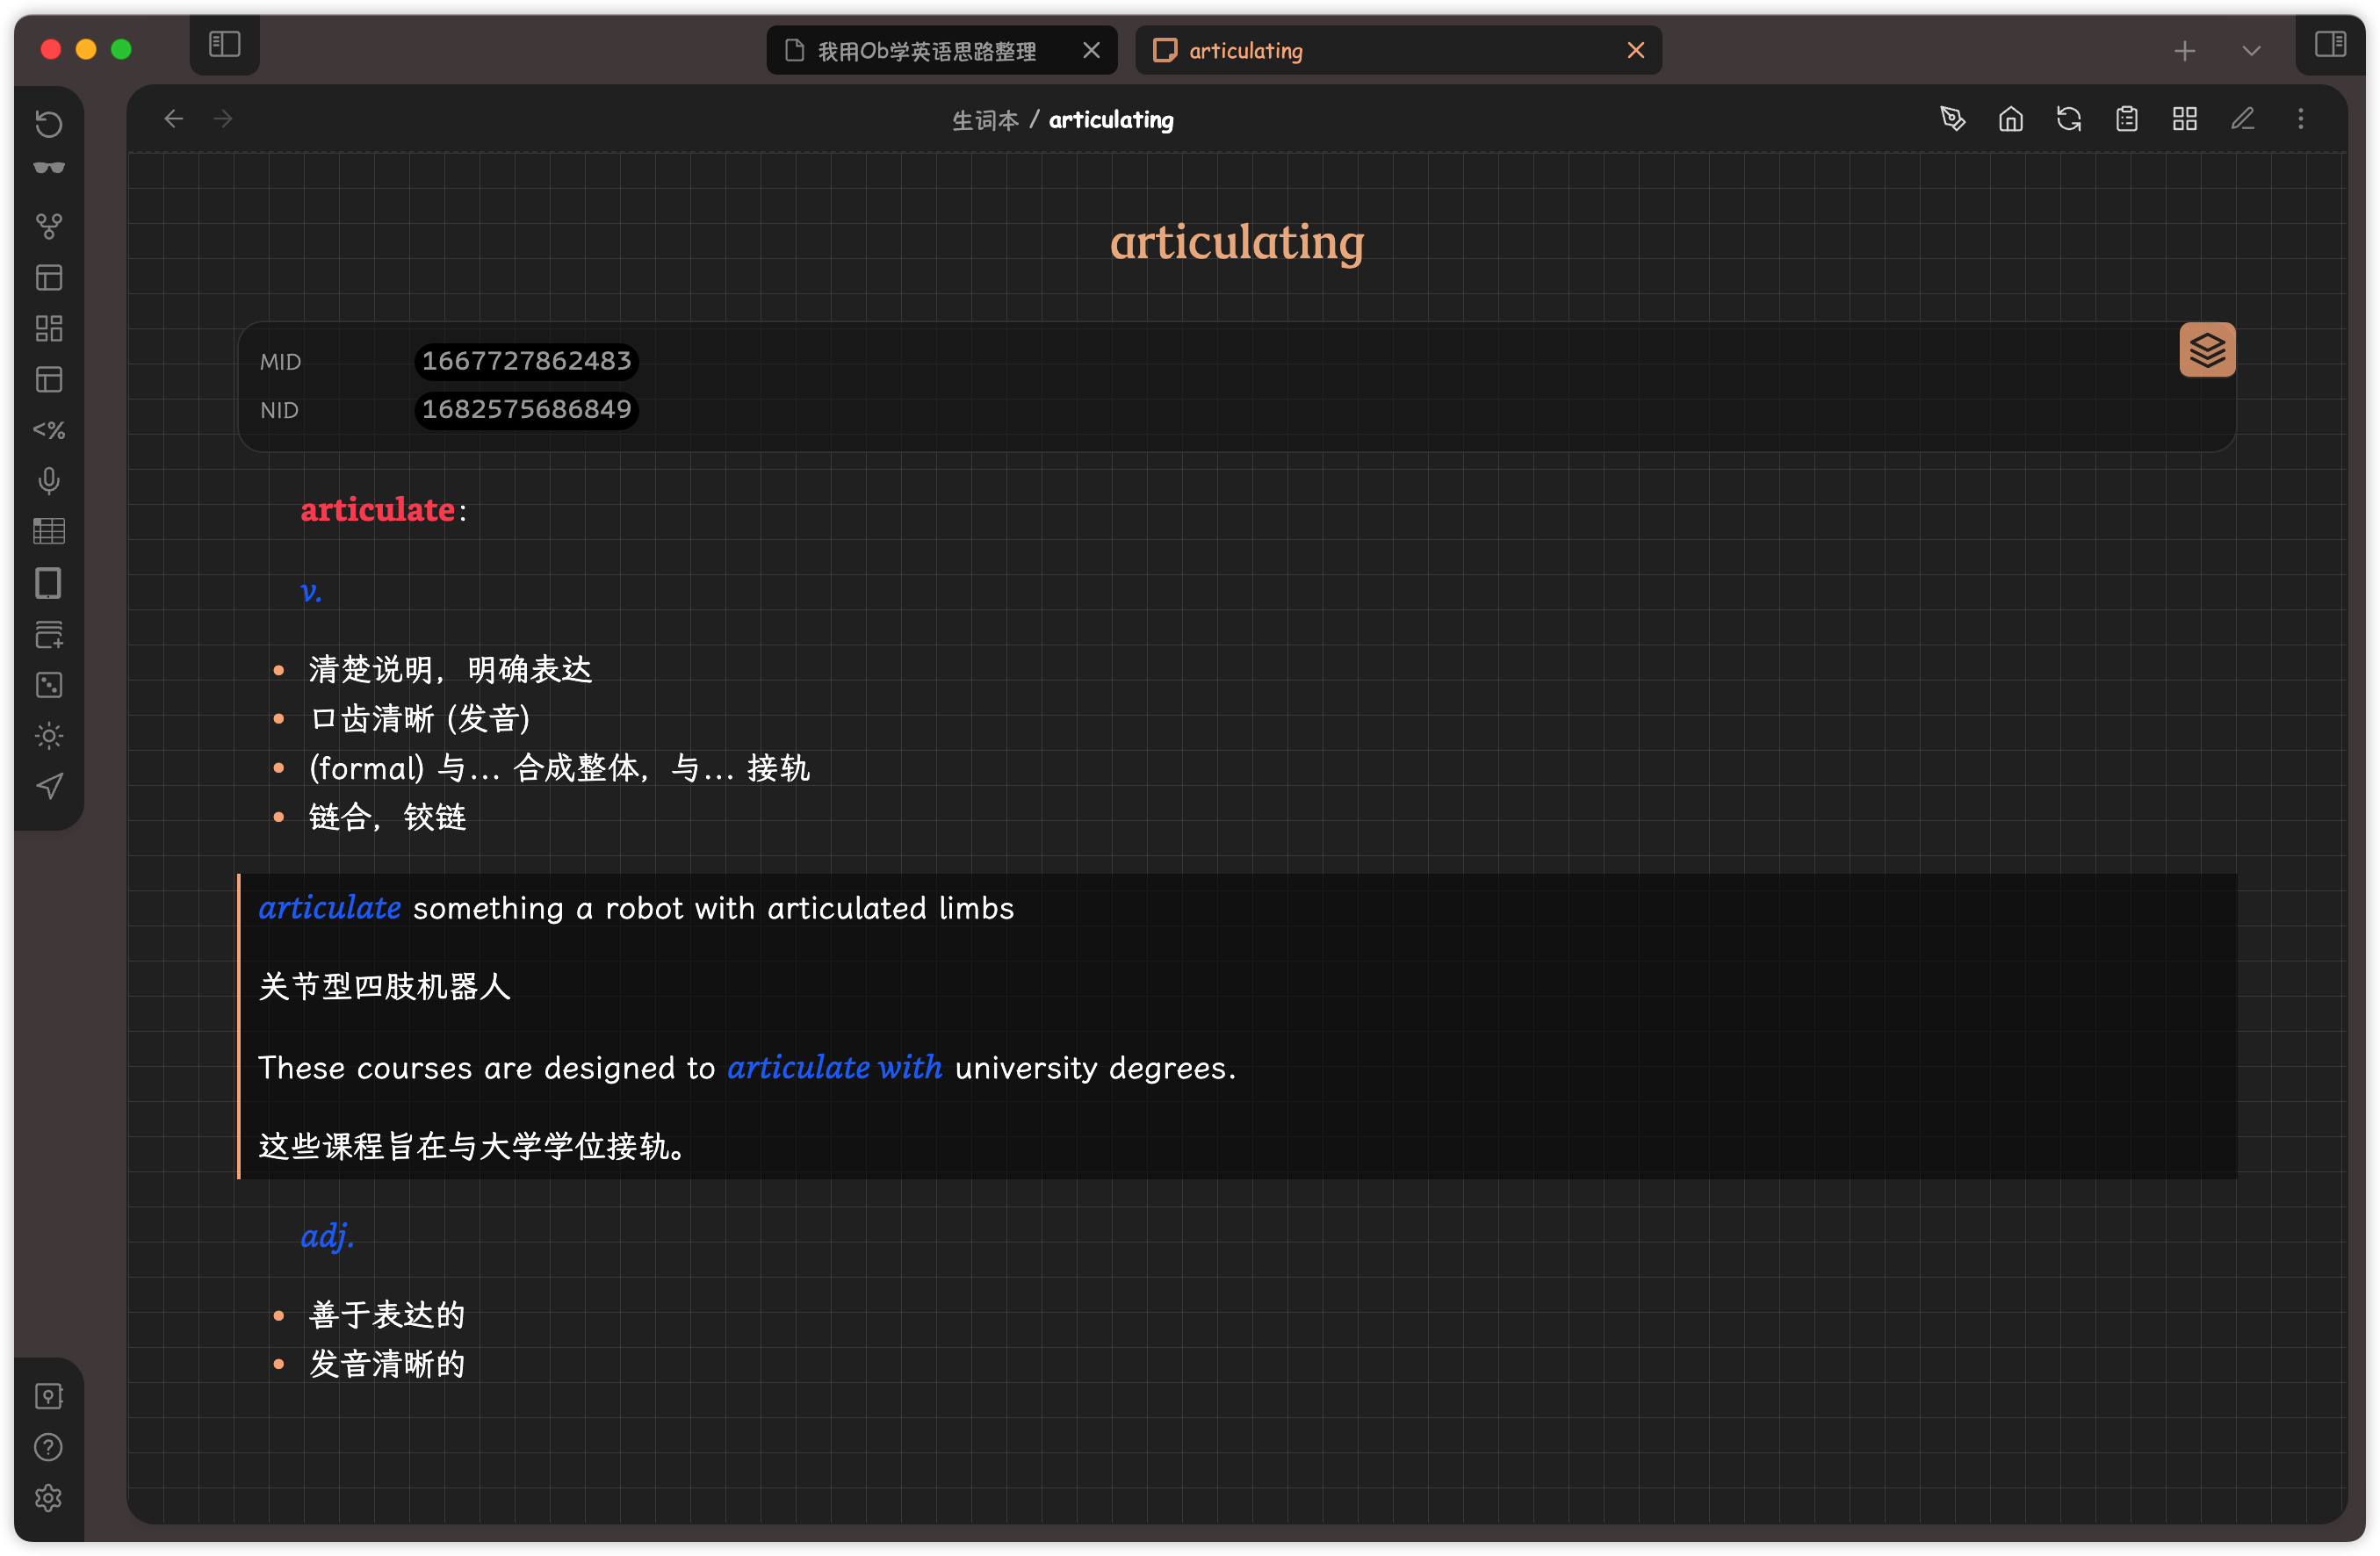 我用Ob学英语思路整理
articulating
生词本 / articulating
<%
articulating
MID 1667727862483
NID 1682575686849
articulate:
v.
清楚说明，明确表达
口齿清晰 (发音)
(formal) 与... 合成整体，与... 接轨
链合，铰链
articulate something a robot with articulated limbs
关节型四肢机器人
These courses are designed to articulate with university degrees.
这些课程旨在与大学学位接轨。
adj.
善于表达的
发音清晰的